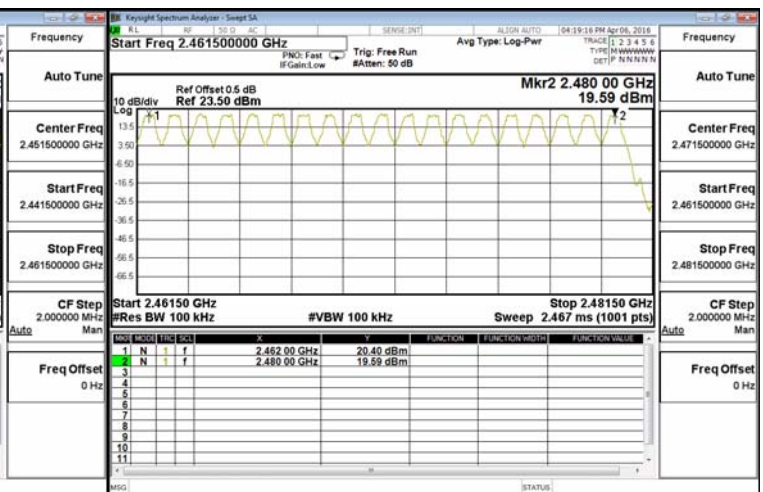 Frequency
Auto Tune
Center Freq
2.451500000 GHz
Start Freq
2.441500000 GHz
Stop Freq
2.461500000 GHz
CF Step
2.000000 MHz
Auto Man
Freq Offset
0 Hz
Keysight Spectrum Analyzer - Swept SA
RL RF 50 Ω AC SENSE:INT ALIGN AUTO 04:19:16 PM Apr 06, 2016
Start Freq 2.461500000 GHz
PNO: Fast
IFGain:Low
Trig: Free Run
#Atten: 50 dB
Avg Type: Log-Pwr
TRACE 1 2 3 4 5 6
TYPE M WWWWW
DET P NNNNN
Ref Offset 0.5 dB
10 dB/div Ref 23.50 dBm
Log
Mkr2 2.480 00 GHz
19.59 dBm
1
2
13.5
3.50
-6.50
-16.5
-26.5
-36.5
-46.5
-56.5
-66.5
Start 2.46150 GHz Stop 2.48150 GHz
#Res BW 100 kHz #VBW 100 kHz Sweep 2.467 ms (1001 pts)
MKR MODE TRC SCL X Y FUNCTION FUNCTION WIDTH FUNCTION VALUE
1 N 1 f 2.462 00 GHz 20.40 dBm
2 N 1 f 2.480 00 GHz 19.59 dBm
3
4
5
6
7
8
9
10
11
MSG STATUS
Frequency
Auto Tune
Center Freq
2.471500000 GHz
Start Freq
2.461500000 GHz
Stop Freq
2.481500000 GHz
CF Step
2.000000 MHz
Auto Man
Freq Offset
0 Hz